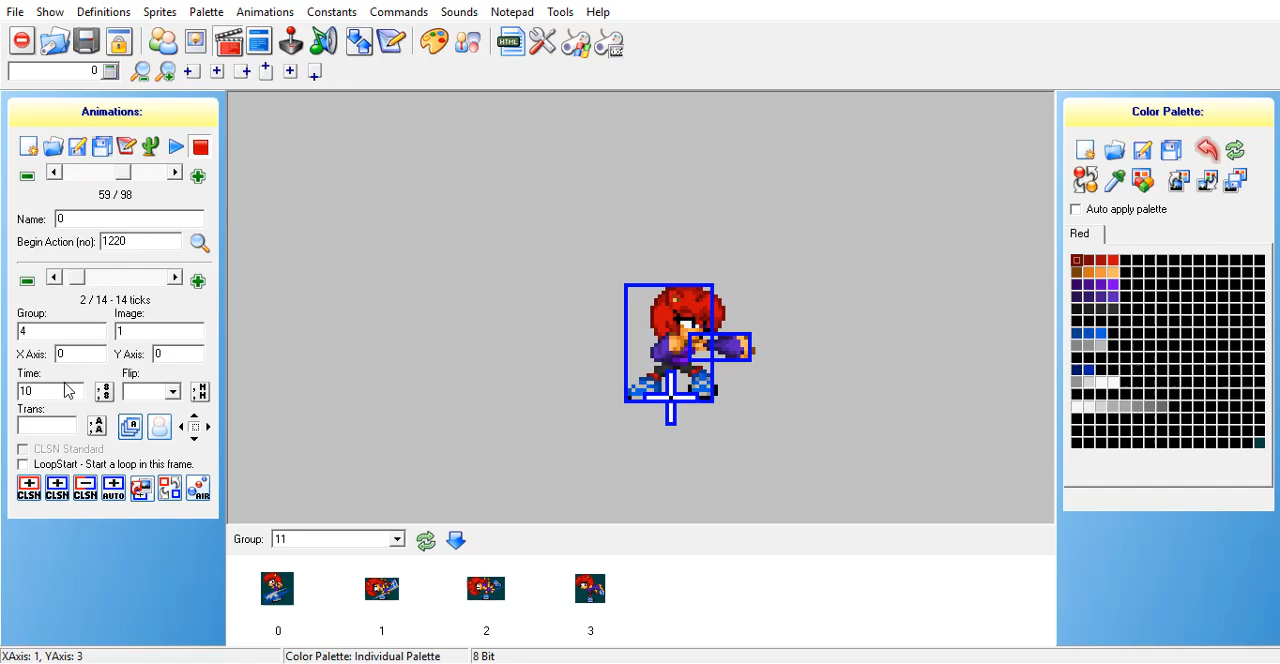 File Show Definitions Sprites Palette Animations Constants Commands Sounds Notepad Tools Help
HTML
0
Animations:
59 / 98
Name: 0
Begin Action (no): 1220
2 / 14 - 14 ticks
Group: Image:
4 1
X Axis: 0 Y Axis: 0
Time: Flip:
10
Trans:
CLSN Standard
LoopStart - Start a loop in this frame.
CLSN CLSN CLSN AUTO AIR
Color Palette:
Auto apply palette
Red
Group: 11
0 1 2 3
XAxis: 1, YAxis: 3 Color Palette: Individual Palette 8 Bit